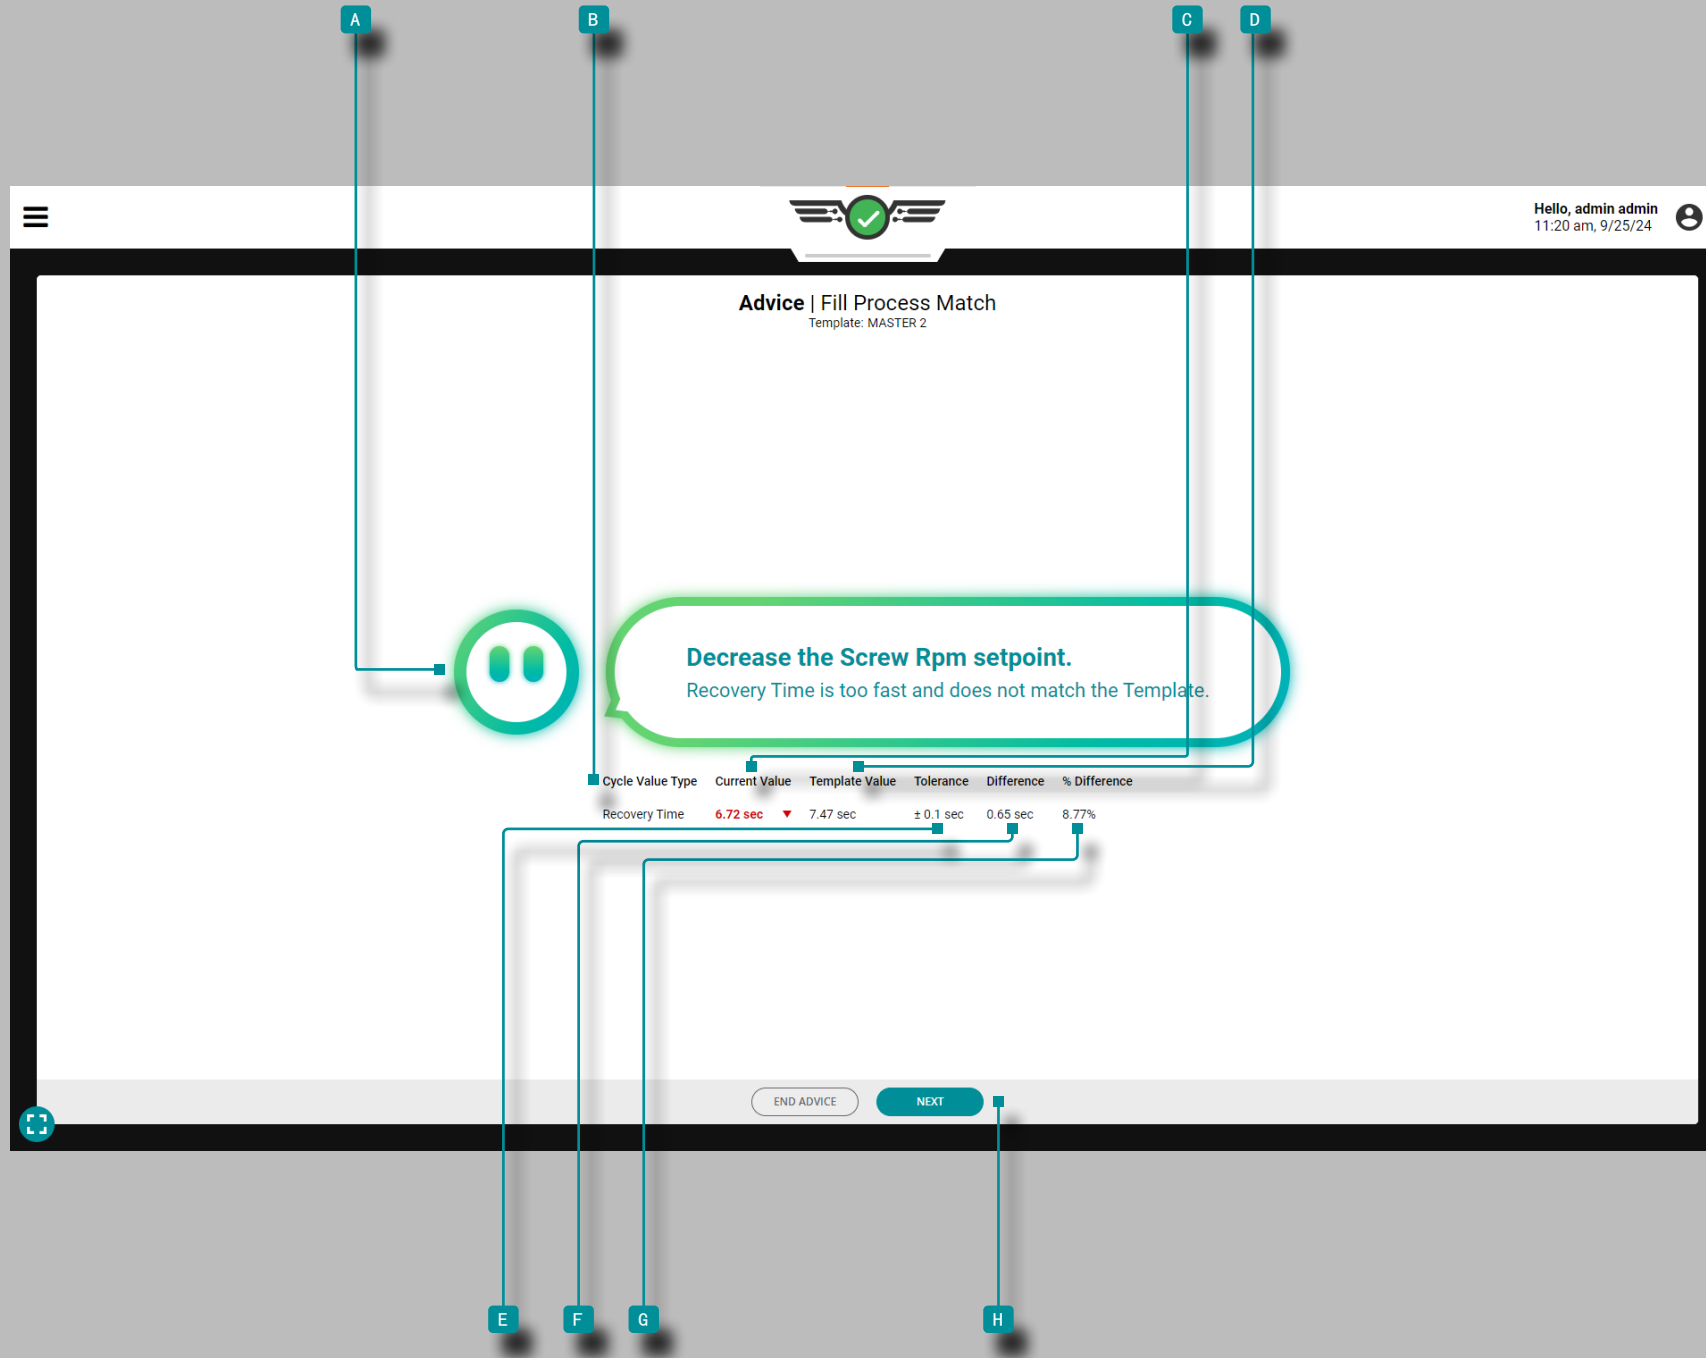 A B C D
Hello, admin admin
11:20 am, 9/25/24
Advice | Fill Process Match
Template: MASTER 2
Decrease the Screw Rpm setpoint.
Recovery Time is too fast and does not match the Template.
Cycle Value Type Current Value Template Value Tolerance Difference % Difference
Recovery Time 6.72 sec ▼ 7.47 sec ± 0.1 sec 0.65 sec 8.77%
END ADVICE NEXT
E F G H